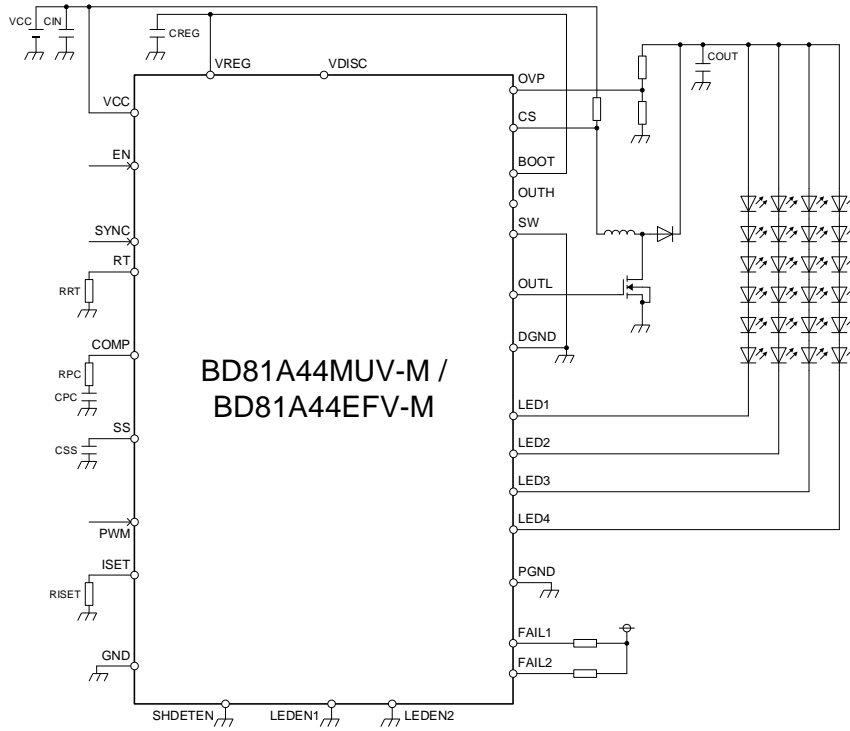 VCC CIN
CREG
COUT
VREG
VDISC
OVP
VCC
CS
EN
BOOT
OUTH
SYNC
SW
RT
RRT
OUTL
COMP
DGND
RPC
CPC
BD81A44MUV-M /
BD81A44EFV-M
LED1
SS
CSS
LED2
LED3
PWM
LED4
ISET
RISET
PGND
FAIL1
GND
FAIL2
SHDETEN
LEDEN1
LEDEN2